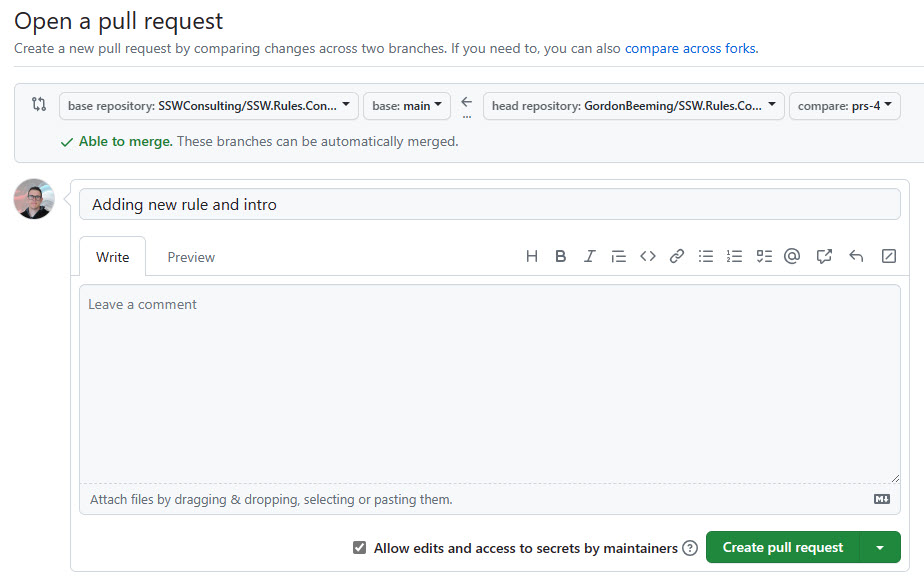 Open a pull request
Create a new pull request by comparing changes across two branches. If you need to, you can also compare across forks.
base repository: SSWConsulting/SSW.Rules.Con... base: main ... head repository: GordonBeeming/SSW.Rules.Co... compare: prs-4
Able to merge. These branches can be automatically merged.
Adding new rule and intro
Write Preview H B I @
Leave a comment
Attach files by dragging & dropping, selecting or pasting them.
Allow edits and access to secrets by maintainers ? Create pull request